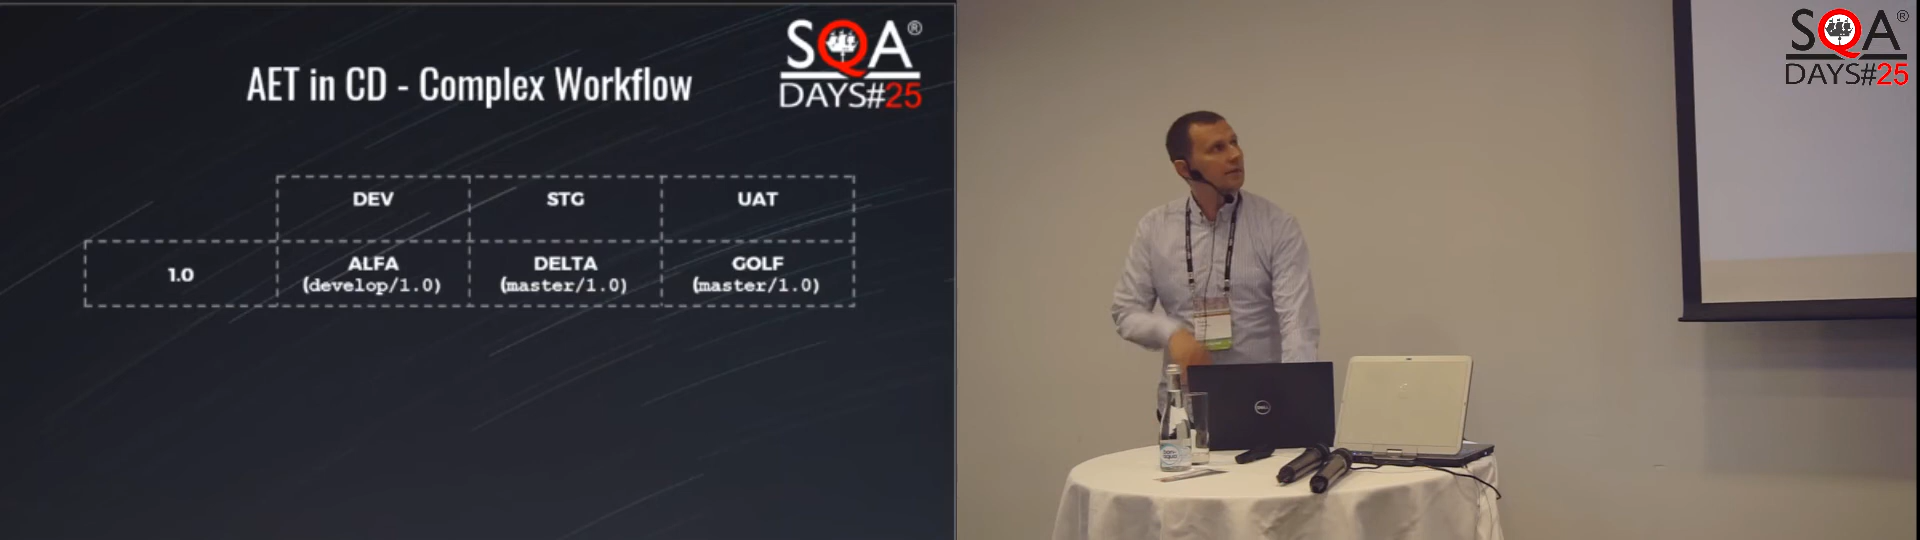 AET in CD - Complex Workflow
SQA®
DAYS#25
DEV
STG
UAT
1.0
ALFA
(develop/1.0)
DELTA
(master/1.0)
GOLF
(master/1.0)
SQA®
DAYS#25
DELL